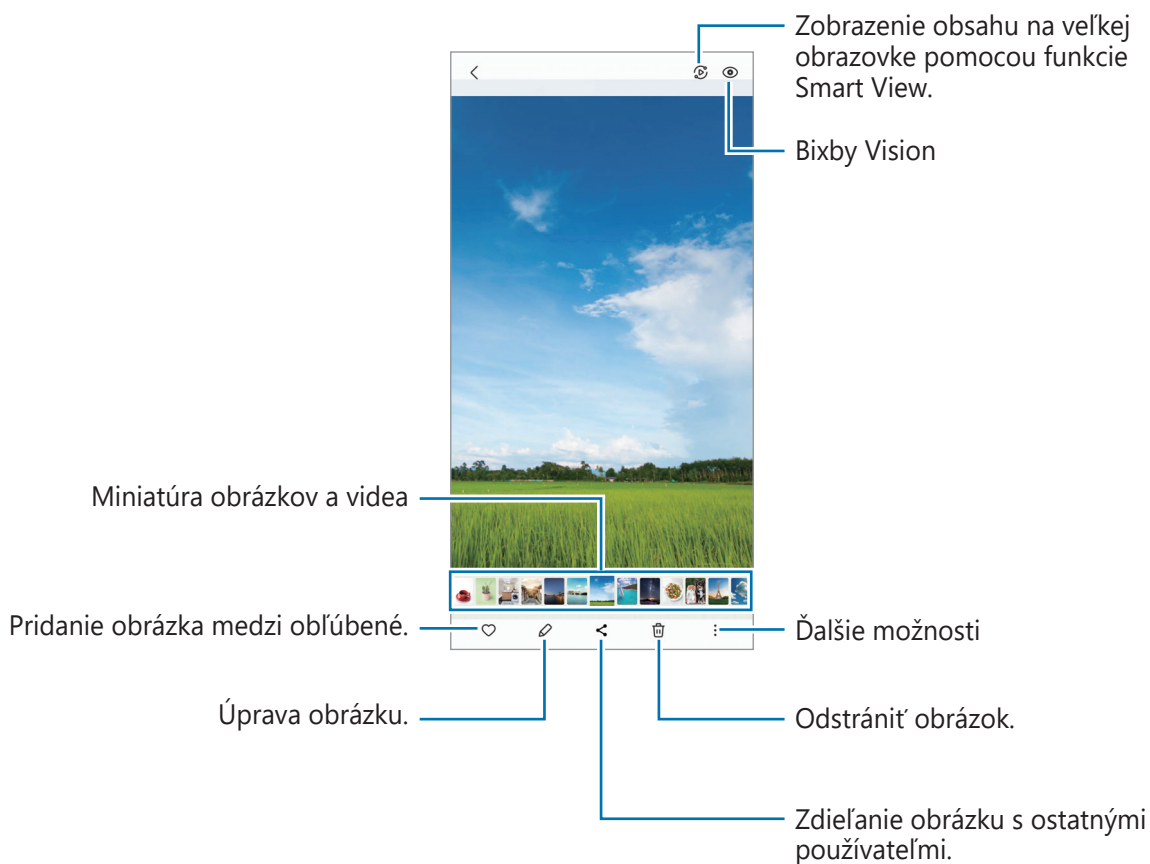 Zobrazenie obsahu na veľkej
obrazovke pomocou funkcie
Smart View.
Bixby Vision
Miniatúra obrázkov a videa
Pridanie obrázka medzi obľúbené.
Ďalšie možnosti
Úprava obrázku.
Odstrániť obrázok.
Zdieľanie obrázku s ostatnými
používateľmi.